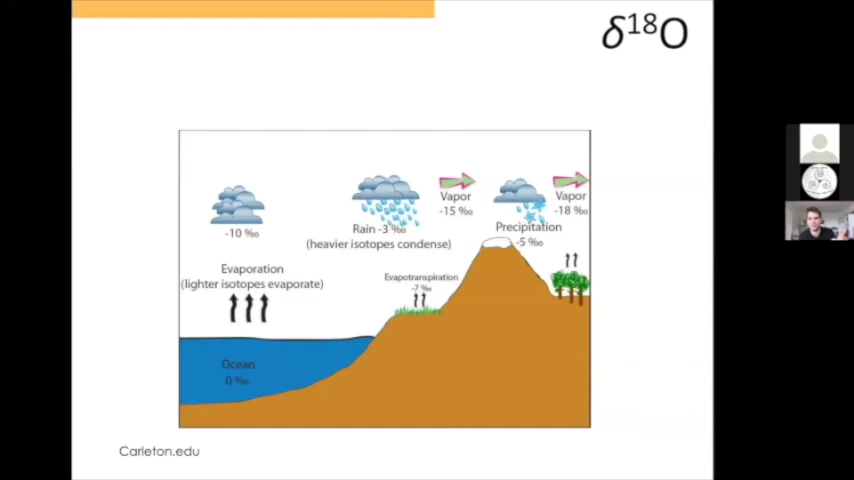 δ¹⁸O
Vapor
-15 ‰
Vapor
-18 ‰
-10 ‰
Rain -3 ‰
(heavier isotopes condense)
Precipitation
-5 ‰
Evaporation
(lighter isotopes evaporate)
Evapotranspiration
-7 ‰
Ocean
0 ‰
Carleton.edu